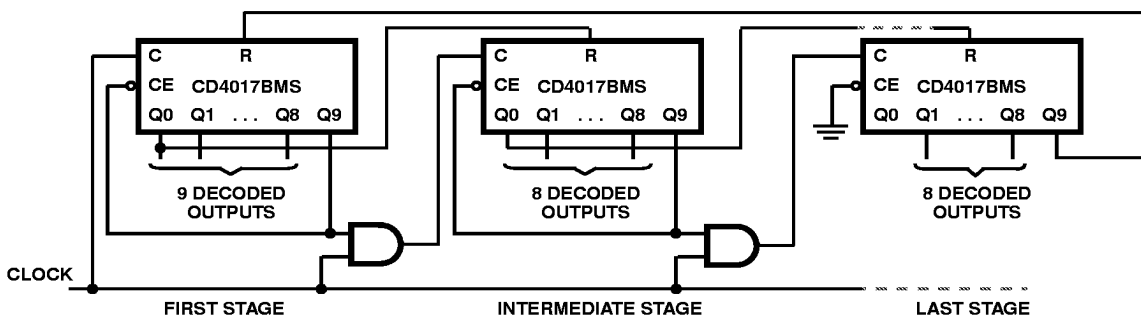 C R
CE CD4017BMS
Q0 Q1 ... Q8 Q9
9 DECODED
OUTPUTS
C R
CE CD4017BMS
Q0 Q1 ... Q8 Q9
8 DECODED
OUTPUTS
C R
CE CD4017BMS
Q0 Q1 ... Q8 Q9
8 DECODED
OUTPUTS
CLOCK
FIRST STAGE
INTERMEDIATE STAGE
LAST STAGE